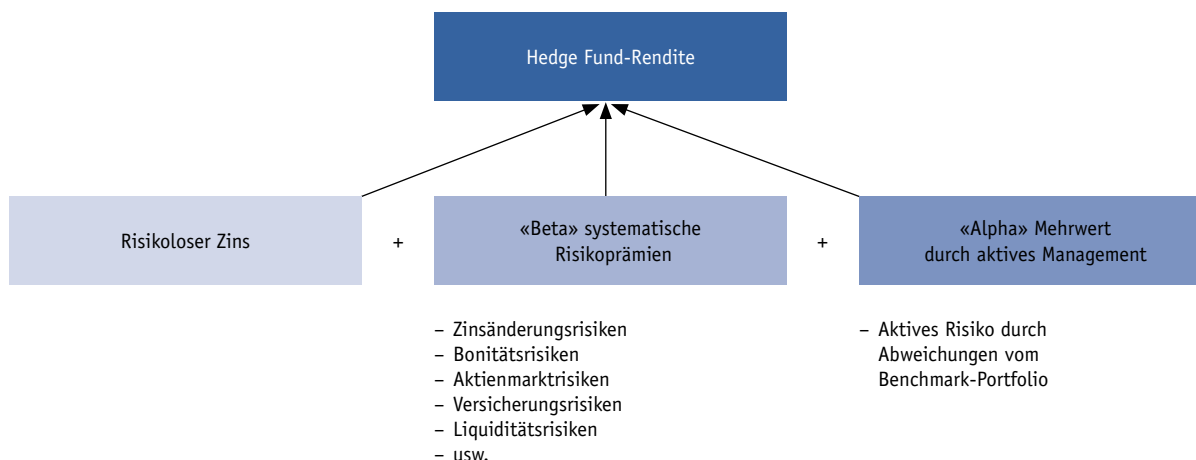 Hedge Fund-Rendite
Risikoloser Zins
+
«Beta» systematische
Risikoprämien
+
«Alpha» Mehrwert
durch aktives Management
– Zinsänderungsrisiken
– Bonitätsrisiken
– Aktienmarktrisiken
– Versicherungsrisiken
– Liquiditätsrisiken
– usw.
– Aktives Risiko durch
Abweichungen vom
Benchmark-Portfolio